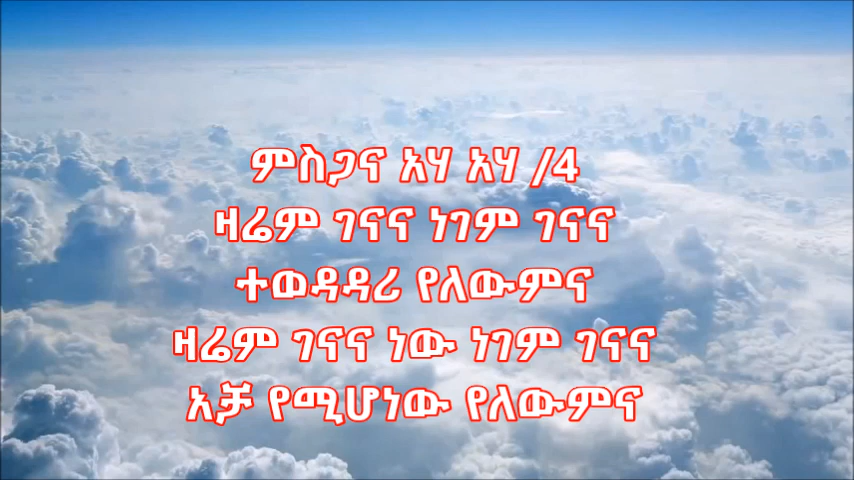 ምስጋና አሃ አሃ /4
ዛሬም ገናና ነገም ገናና
ተወዳዳሪ የለውምና
ዛሬም ገናና ነው ነገም ገናና
አቻ የሚሆነው የለውምና